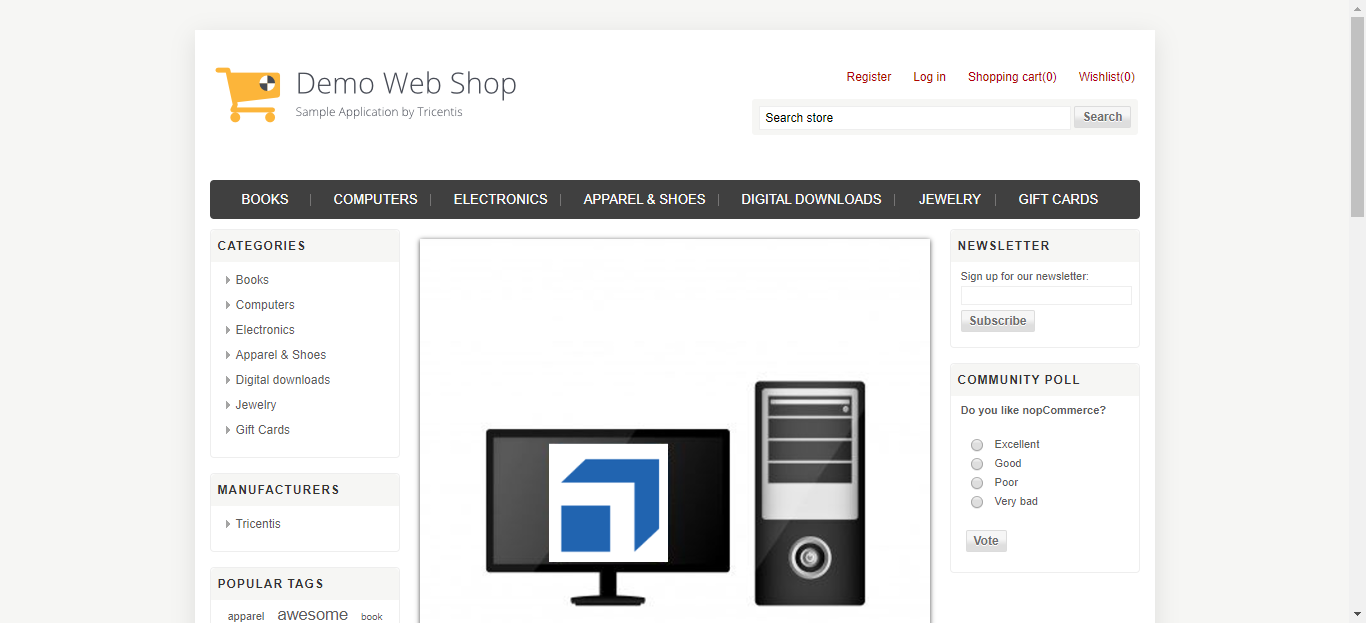 Demo Web Shop
Sample Application by Tricentis
Register Log in Shopping cart(0) Wishlist(0)
Search store Search
BOOKS COMPUTERS ELECTRONICS APPAREL & SHOES DIGITAL DOWNLOADS JEWELRY GIFT CARDS
CATEGORIES
Books
Computers
Electronics
Apparel & Shoes
Digital downloads
Jewelry
Gift Cards
MANUFACTURERS
Tricentis
POPULAR TAGS
apparel awesome book
NEWSLETTER
Sign up for our newsletter:
Subscribe
COMMUNITY POLL
Do you like nopCommerce?
Excellent
Good
Poor
Very bad
Vote